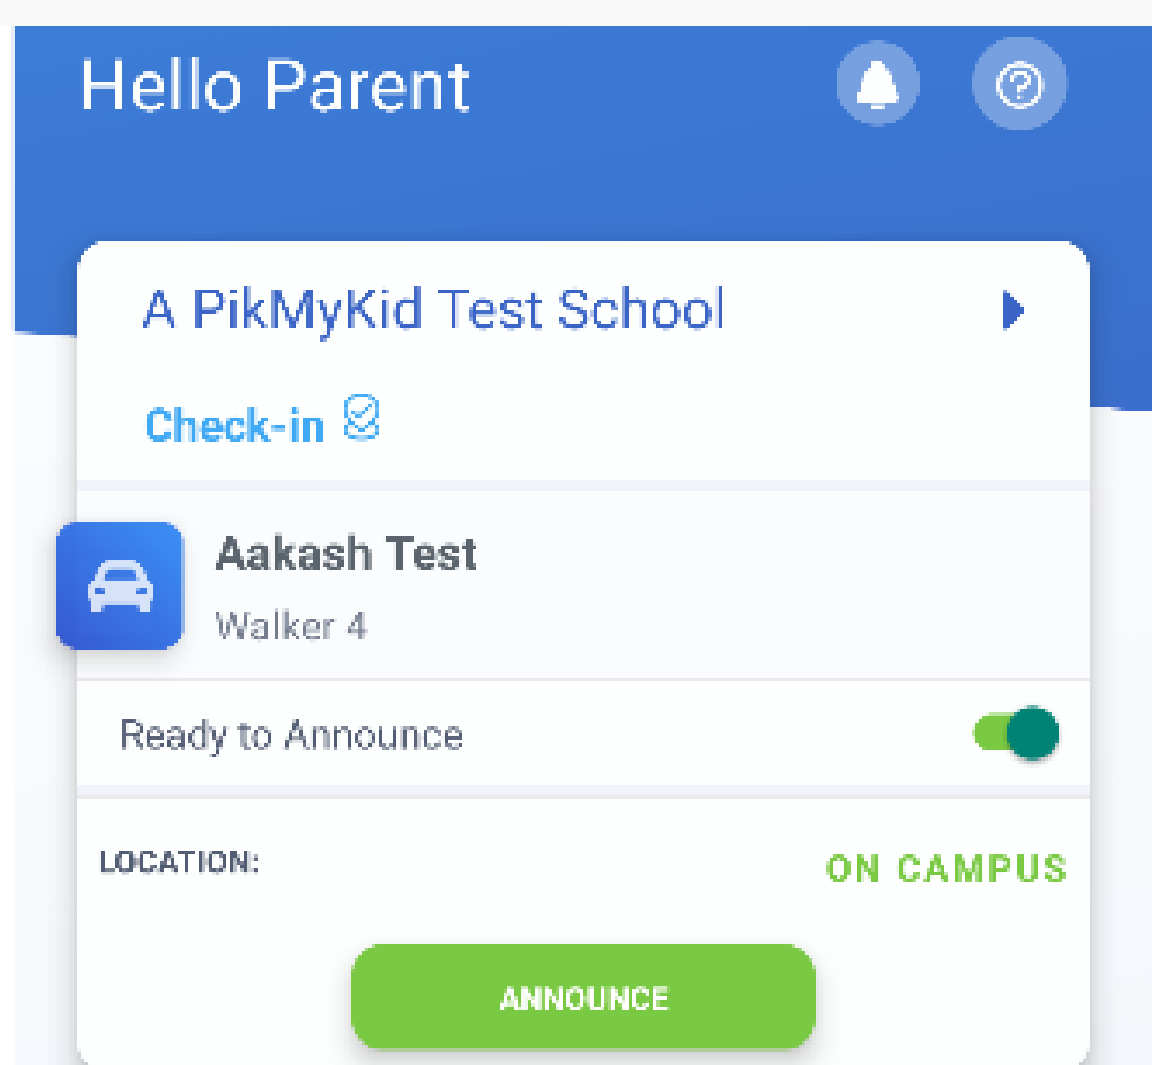 Hello Parent
A PikMyKid Test School
Check-in
Aakash Test
Walker 4
Ready to Announce
LOCATION:
ON CAMPUS
ANNOUNCE